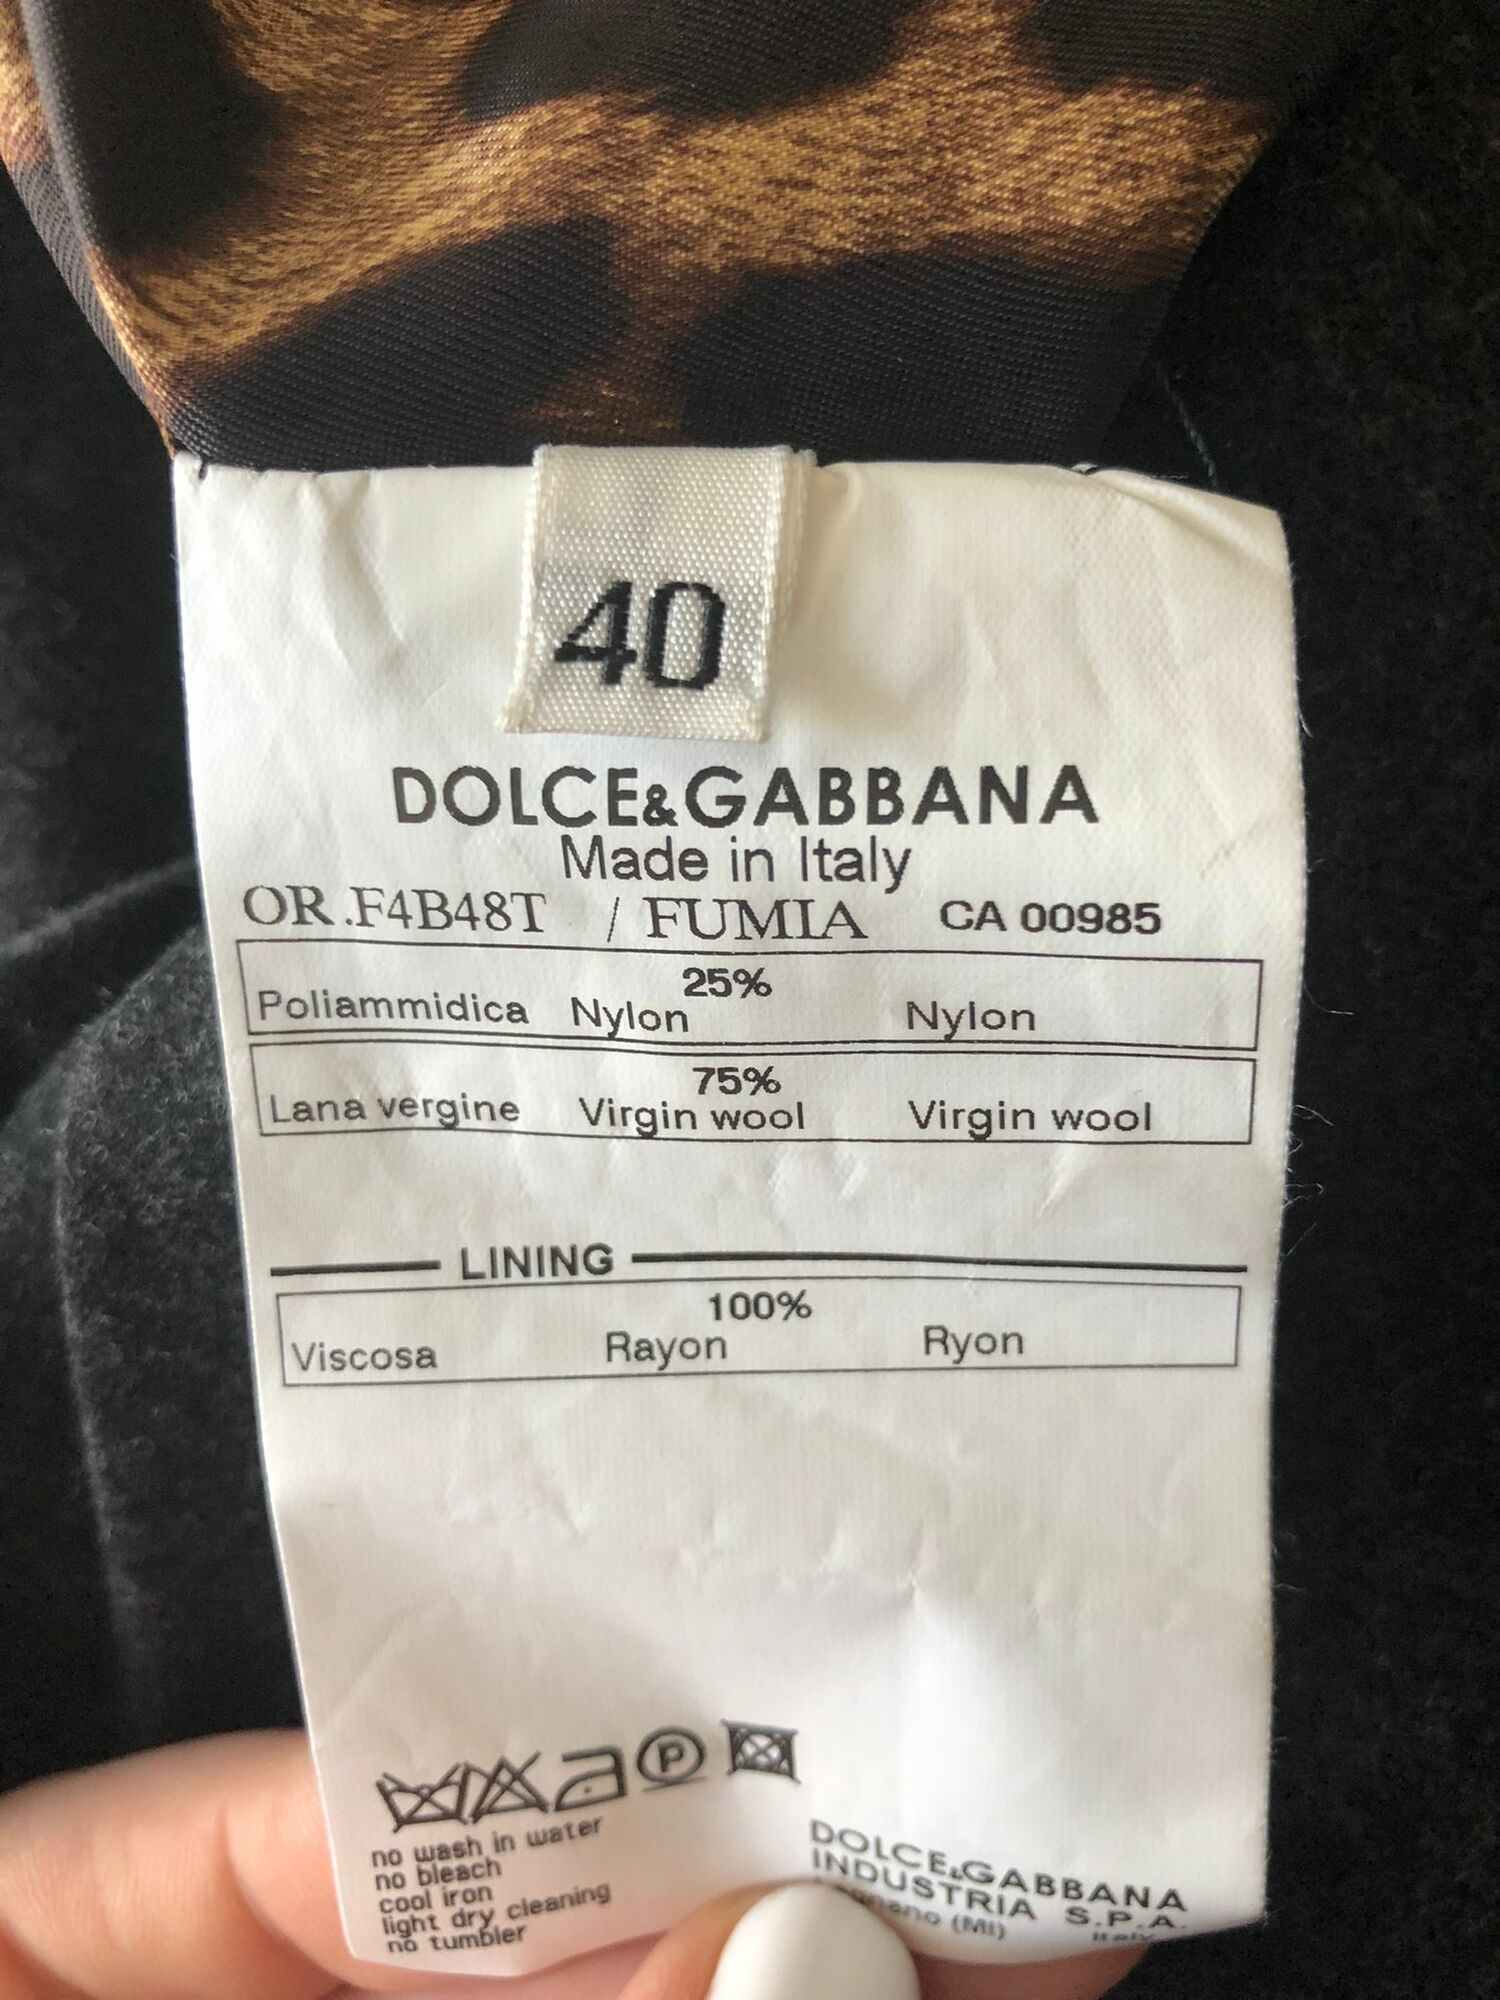 40
DOLCE&GABBANA
Made in Italy
OR.F4B48T / FUMIA CA 00985
25%
Poliammidica Nylon Nylon
75%
Lana vergine Virgin wool Virgin wool
LINING
100%
Viscosa Rayon Ryon
P
no wash in water
no bleach
cool iron
light dry cleaning
no tumbler
DOLCE&GABBANA
INDUSTRIA S.P.A.
(MI) Italy